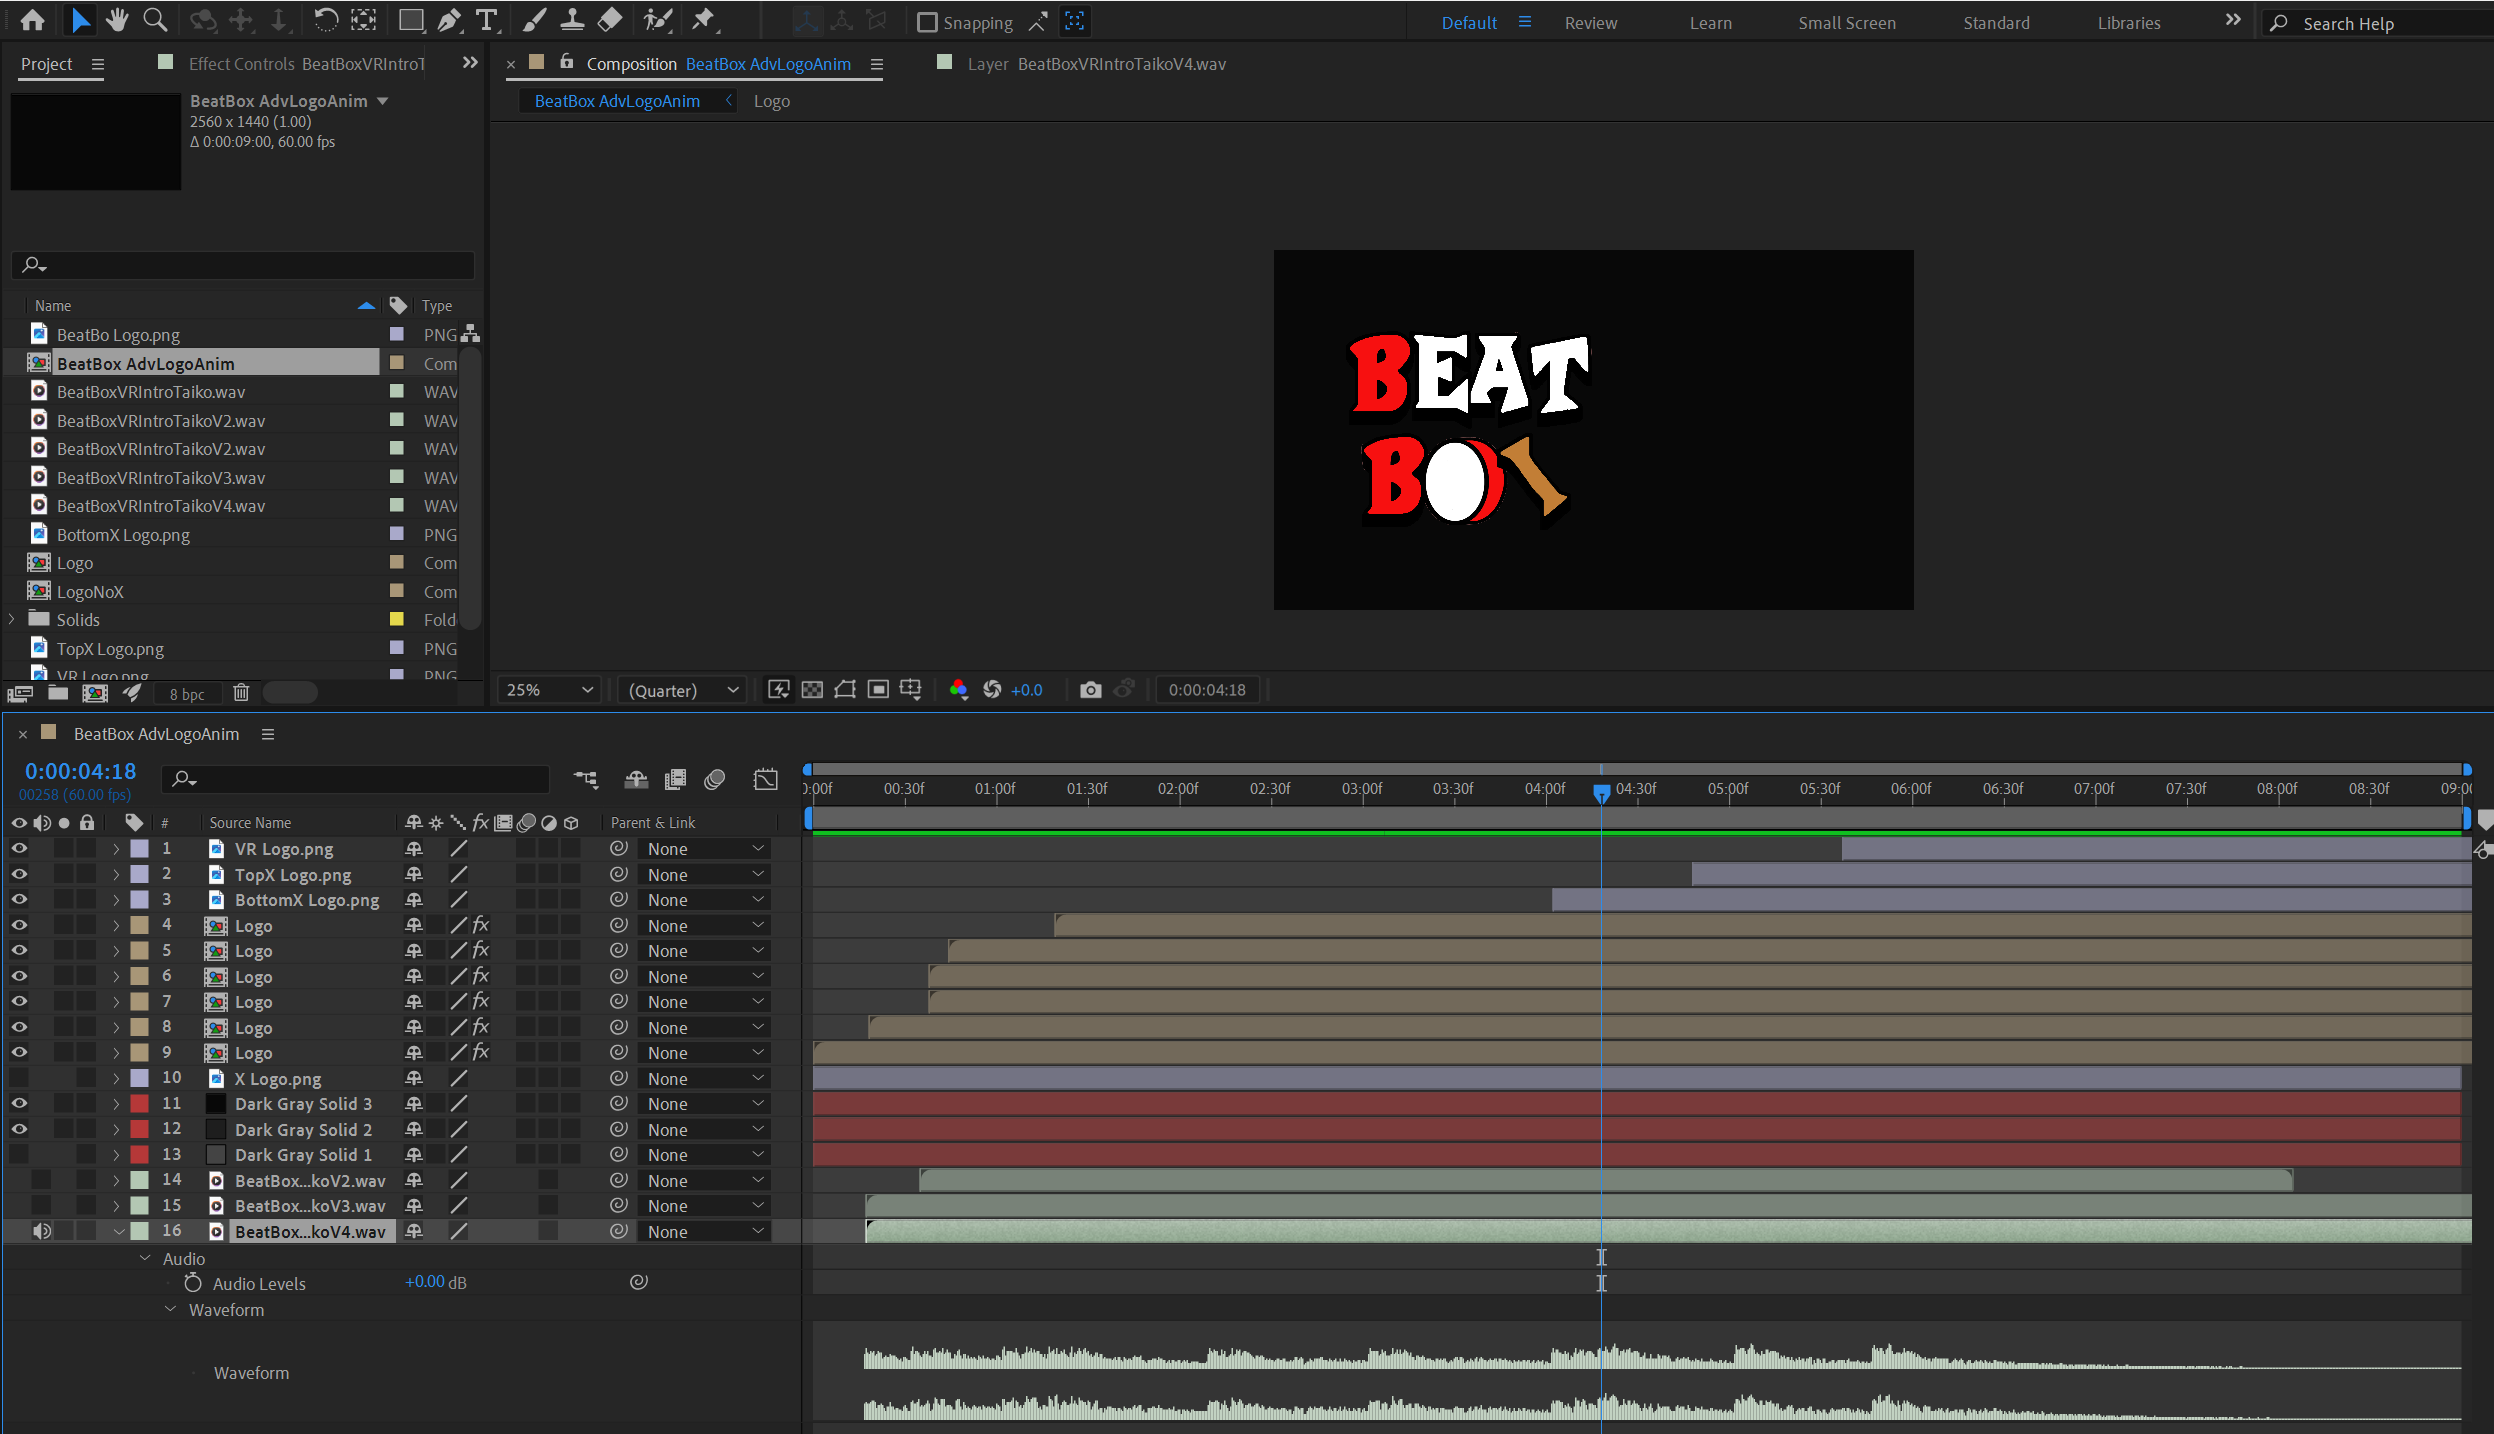 Snapping
Default
Review
Learn
Small Screen
Standard
Libraries
Search Help
Project
Effect Controls BeatBoxVRIntroT
Composition BeatBox AdvLogoAnim
Layer BeatBoxVRIntroTaikoV4.wav
BeatBox AdvLogoAnim
2560 x 1440 (1.00)
Δ 0:00:09:00, 60.00 fps
BeatBox AdvLogoAnim
Logo
Name
Type
BeatBo Logo.png PNG
BeatBox AdvLogoAnim Com
BeatBoxVRIntroTaiko.wav WAV
BeatBoxVRIntroTaikoV2.wav WAV
BeatBoxVRIntroTaikoV2.wav WAV
BeatBoxVRIntroTaikoV3.wav WAV
BeatBoxVRIntroTaikoV4.wav WAV
BottomX Logo.png PNG
Logo Com
LogoNoX Com
Solids Fold
TopX Logo.png PNG
VR Logo.png PNG
8 bpc
BEAT
BOX
25%
(Quarter)
+0.0
0:00:04:18
BeatBox AdvLogoAnim
0:00:04:18
00258 (60.00 fps)
0:00f 00:30f 01:00f 01:30f 02:00f 02:30f 03:00f 03:30f 04:00f 04:30f 05:00f 05:30f 06:00f 06:30f 07:00f 07:30f 08:00f 08:30f 09:00
# Source Name fx Parent & Link
1 VR Logo.png None
2 TopX Logo.png None
3 BottomX Logo.png None
4 Logo fx None
5 Logo fx None
6 Logo fx None
7 Logo fx None
8 Logo fx None
9 Logo fx None
10 X Logo.png None
11 Dark Gray Solid 3 None
12 Dark Gray Solid 2 None
13 Dark Gray Solid 1 None
14 BeatBox...koV2.wav None
15 BeatBox...koV3.wav None
16 BeatBox...koV4.wav None
Audio
Audio Levels +0.00 dB
Waveform
Waveform